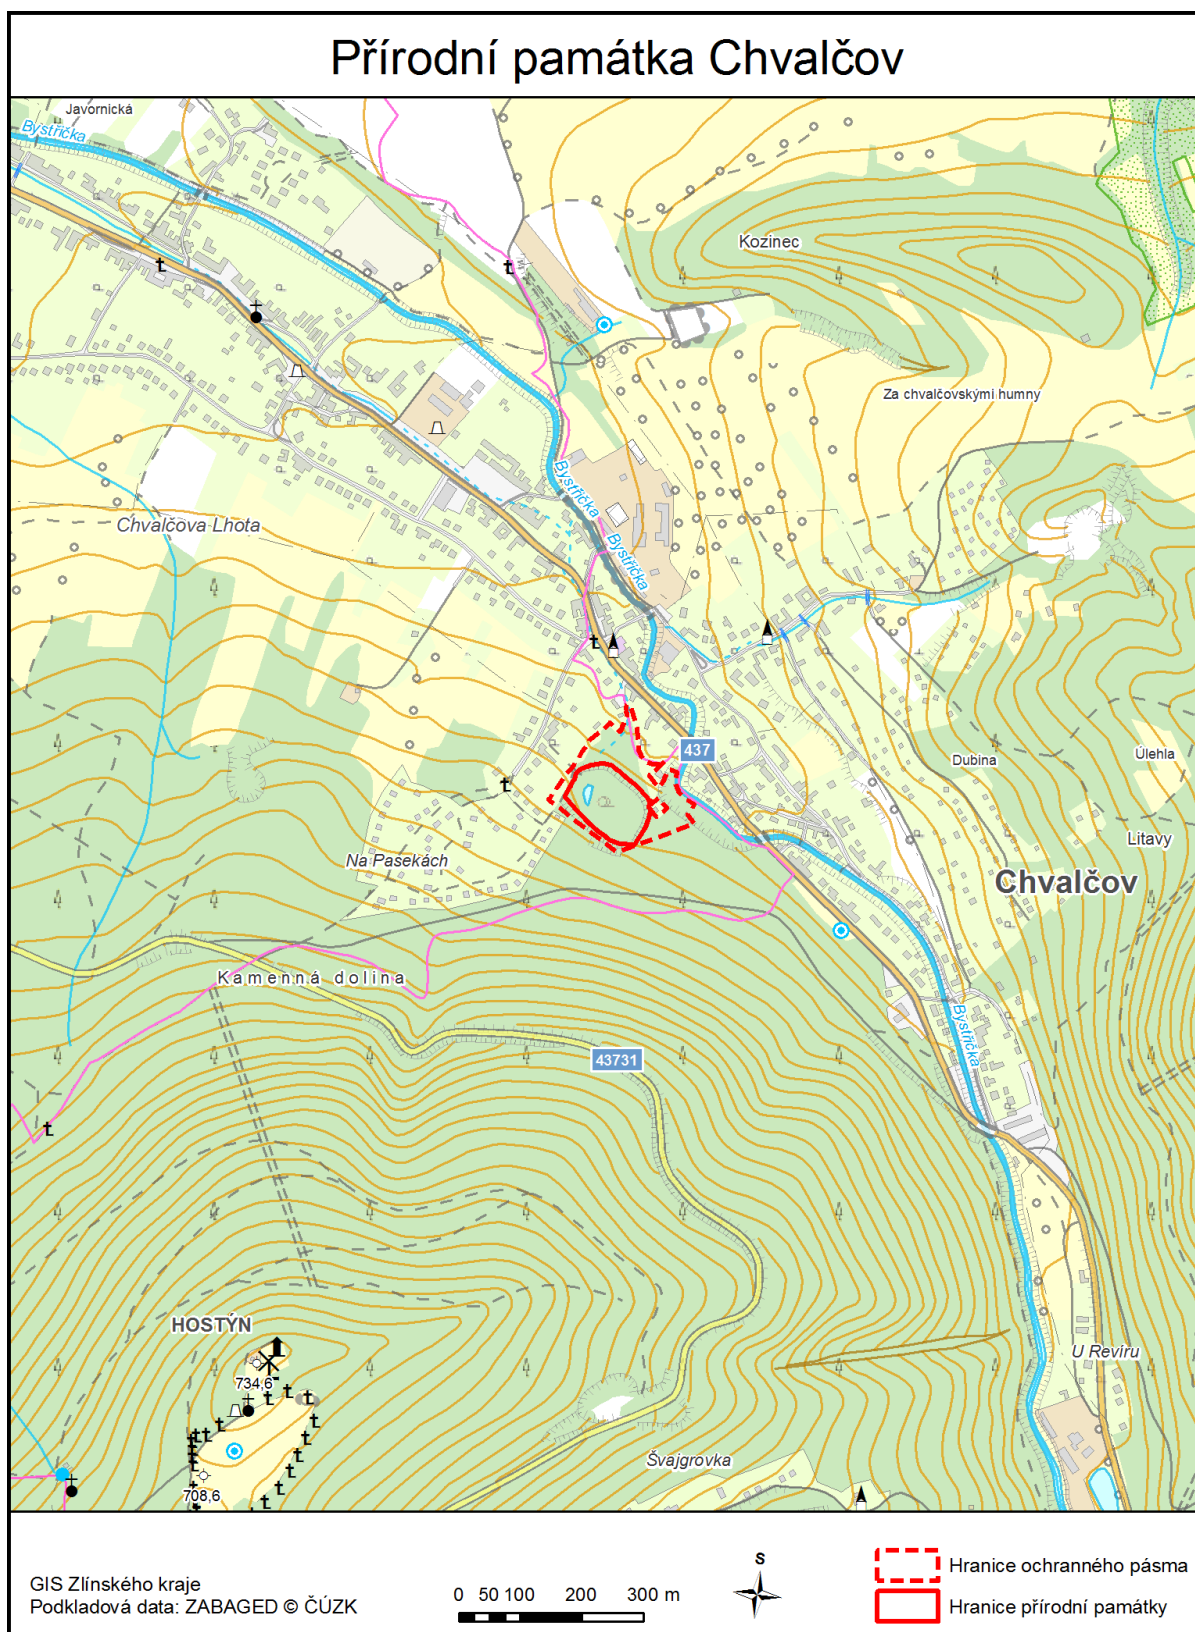 Přírodní památka Chvalčov
Javornická
Bystřička
Kozinec
Za chvalčovskými humny
Chvalčova Lhota
Bystřička
Bystřička
437
Dubina
Úlehla
Litavy
Na Pasekách
Chvalčov
Kamenná dolina
Bystřička
43731
HOSTÝN
734,6
U Revíru
Švajgrovka
708,6
S
GIS Zlínského kraje
Podkladová data: ZABAGED © ČÚZK
0 50 100 200 300 m
Hranice ochranného pásma
Hranice přírodní památky